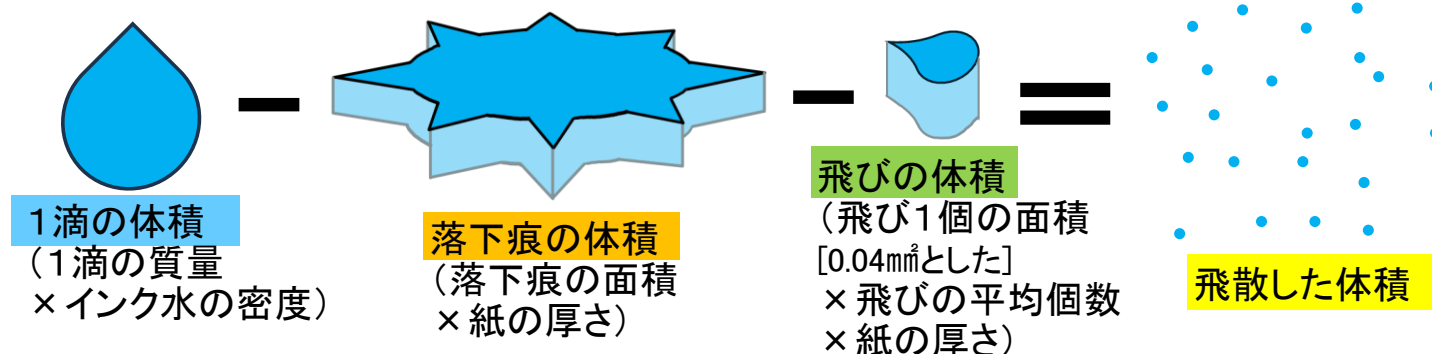 1滴の体積
(1滴の質量
×インク水の密度)
落下痕の体積
(落下痕の面積
×紙の厚さ)
飛びの体積
(飛び1個の面積
[0.04㎟とした]
×飛びの平均個数
×紙の厚さ)
飛散した体積